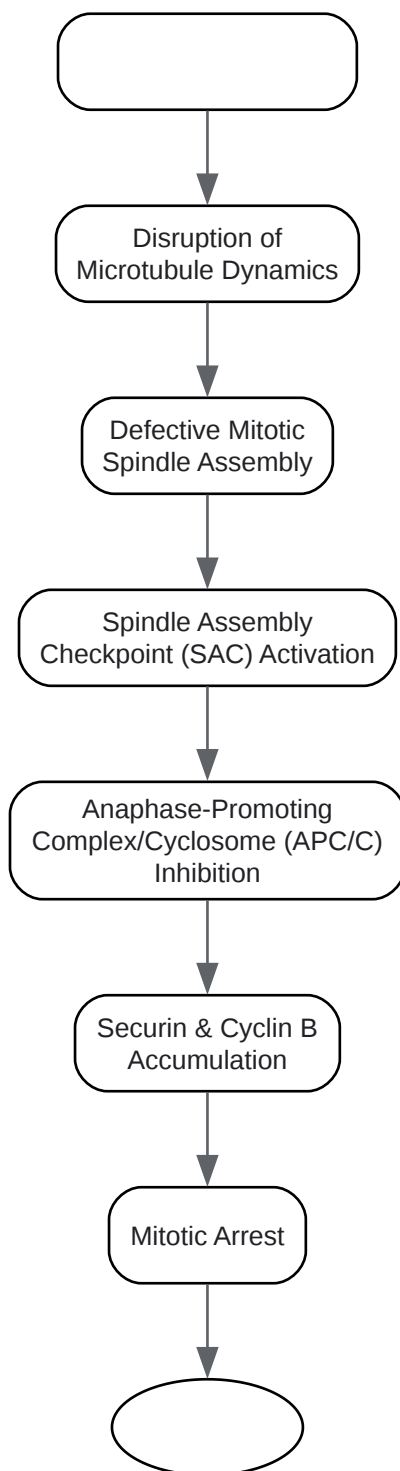 Disruption of
Microtubule Dynamics
Defective Mitotic
Spindle Assembly
Spindle Assembly
Checkpoint (SAC) Activation
Anaphase-Promoting
Complex/Cyclosome (APC/C)
Inhibition
Securin & Cyclin B
Accumulation
Mitotic Arrest